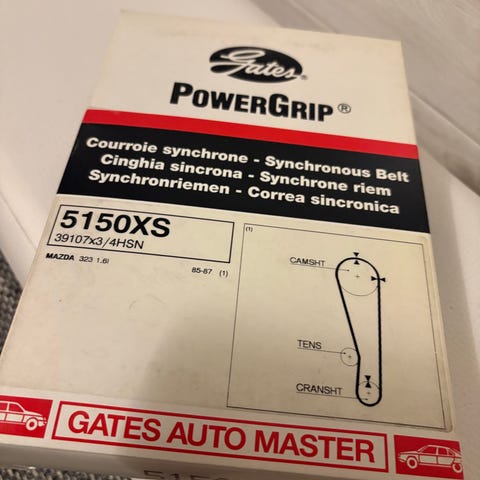 Gates®
POWERGRIP®
Courroie synchrone - Synchronous Belt
Cinghia sincrona - Synchrone riem
Synchronriemen - Correa sincronica
5150XS
39107x3/4HSN
MAZDA 323 1.6i 85-87 (1)
(1)
CAMSHT
TENS
CRANSHT
GATES AUTO MASTER